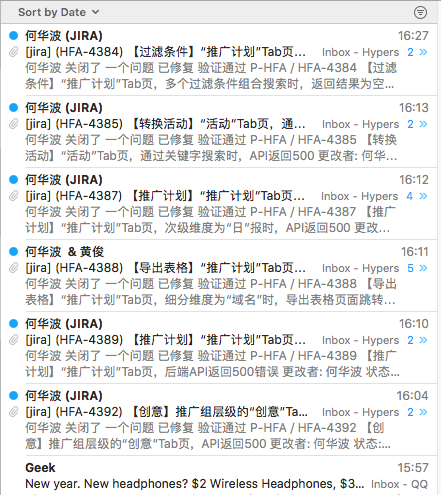 Sort by Date
何华波 (JIRA) 16:27
[jira] (HFA-4384) 【过滤条件】“推广计划”Tab页… Inbox - Hypers 2 »
何华波 关闭了 一个问题 已修复 验证通过 P-HFA / HFA-4384 【过滤
条件】“推广计划”Tab页，多个过滤条件组合搜索时，返回结果为空…
何华波 (JIRA) 16:13
[jira] (HFA-4385) 【转换活动】“活动”Tab页，通… Inbox - Hypers 2 »
何华波 关闭了 一个问题 已修复 验证通过 P-HFA / HFA-4385 【转换
活动】“活动”Tab页，通过关键字搜索时，API返回500 更改者: 何华…
何华波 (JIRA) 16:12
[jira] (HFA-4387) 【推广计划】“推广计划”Tab页… Inbox - Hypers 4 »
何华波 关闭了 一个问题 已修复 验证通过 P-HFA / HFA-4387 【推广
计划】“推广计划”Tab页，次级维度为“日”报时，API返回500 更改…
何华波 & 黄俊 16:11
[jira] (HFA-4388) 【导出表格】“推广计划”Tab页… Inbox - Hypers 5 »
何华波 关闭了 一个问题 已修复 验证通过 P-HFA / HFA-4388 【导出
表格】“推广计划”Tab页，细分维度为“域名”时，导出表格页面跳转…
何华波 (JIRA) 16:10
[jira] (HFA-4389) 【推广计划】“推广计划”Tab页… Inbox - Hypers 2 »
何华波 关闭了 一个问题 已修复 验证通过 P-HFA / HFA-4389 【推广
计划】“推广计划”Tab页，后端API返回500错误 更改者: 何华波 状态…
何华波 (JIRA) 16:04
[jira] (HFA-4392) 【创意】推广组层级的“创意”Ta… Inbox - Hypers 2 »
何华波 关闭了 一个问题 已修复 验证通过 P-HFA / HFA-4392 【创
意】推广组层级的“创意”Tab页，API返回500 更改者: 何华波 状态:…
Geek 15:57
New year. New headphones? $2 Wireless Headphones, $3… Inbox - QQ